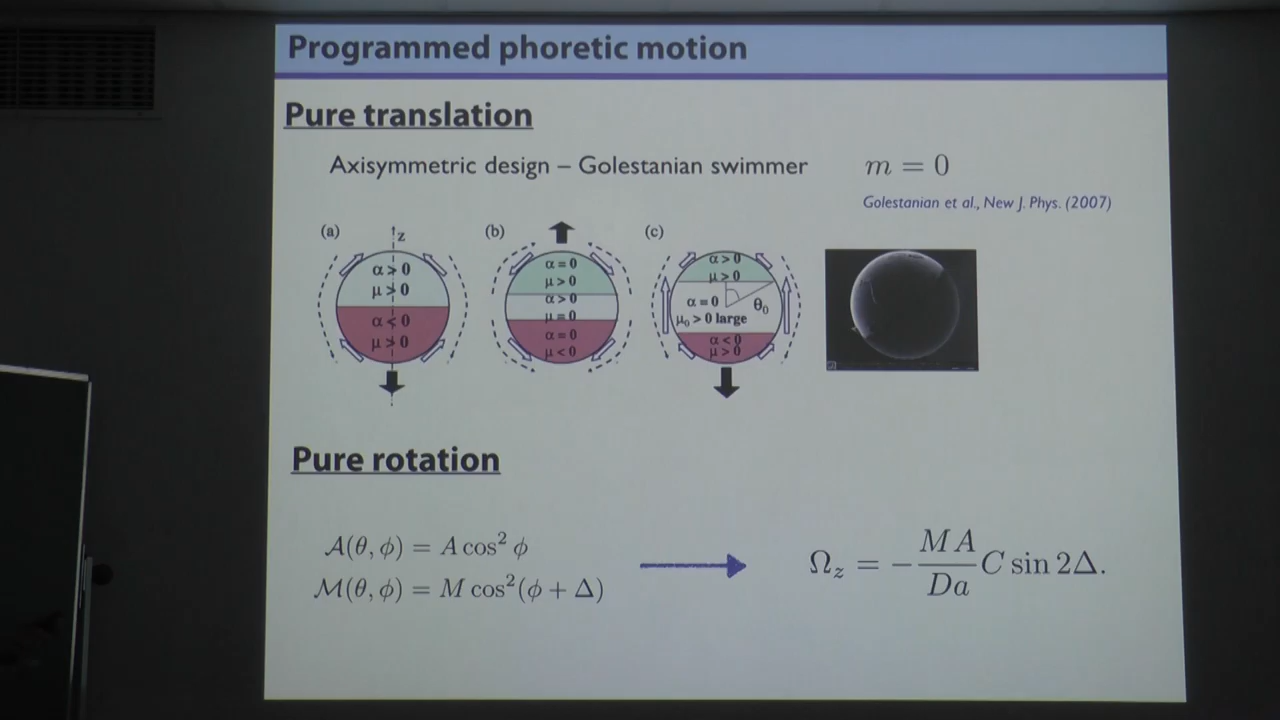 Programmed phoretic motion
Pure translation
Axisymmetric design – Golestanian swimmer
m = 0
Golestanian et al., New J. Phys. (2007)
(a)
z
α > 0
μ > 0
α < 0
μ > 0
(b)
α = 0
μ > 0
α > 0
μ = 0
α = 0
μ < 0
(c)
α > 0
μ > 0
α = 0
θ₀
μ₀ > 0 large
α < 0
μ > 0
Pure rotation
𝒜(θ, ϕ) = A cos² ϕ
ℳ(θ, ϕ) = M cos²(ϕ + Δ)
Ω_z = −\frac{MA}{Da} C sin 2Δ.